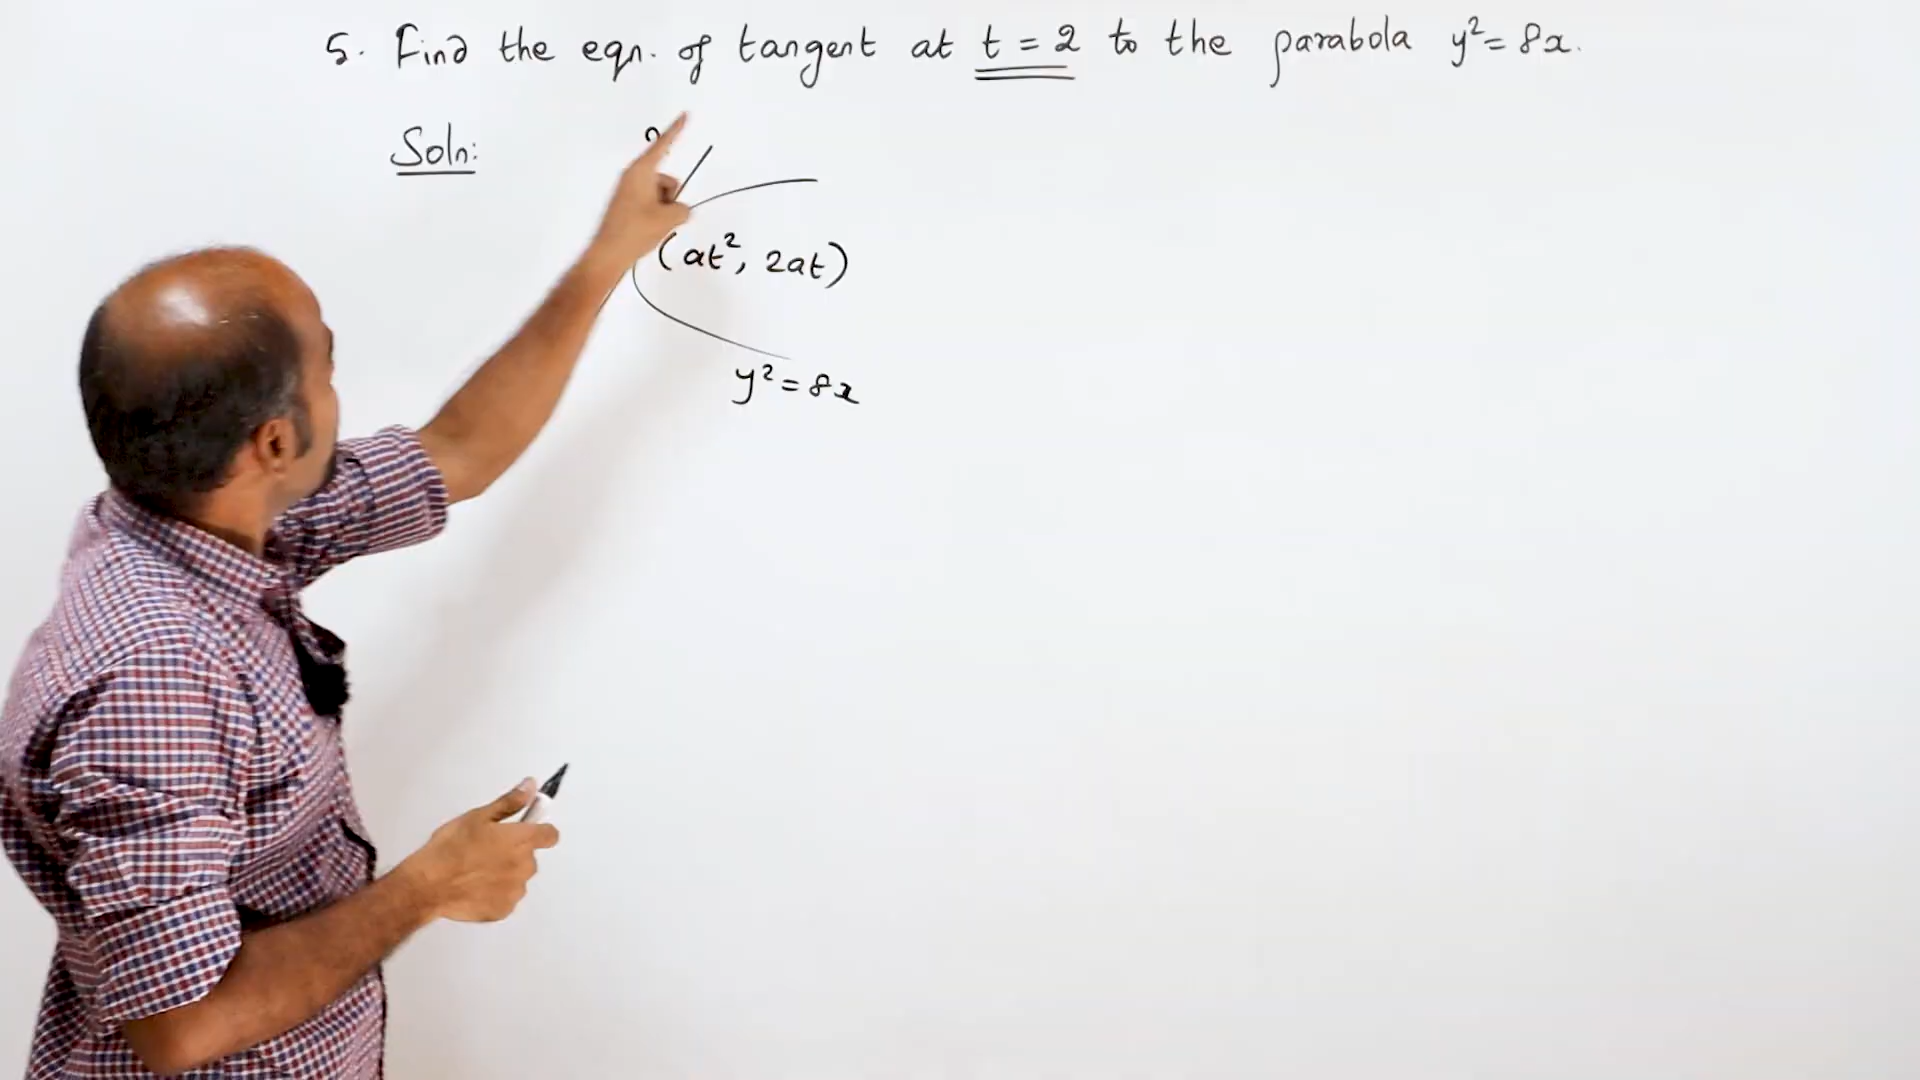 5. Find the eqn. of tangent at t = 2 to the parabola y² = 8x.
Soln:
(at², 2at)
y² = 8x